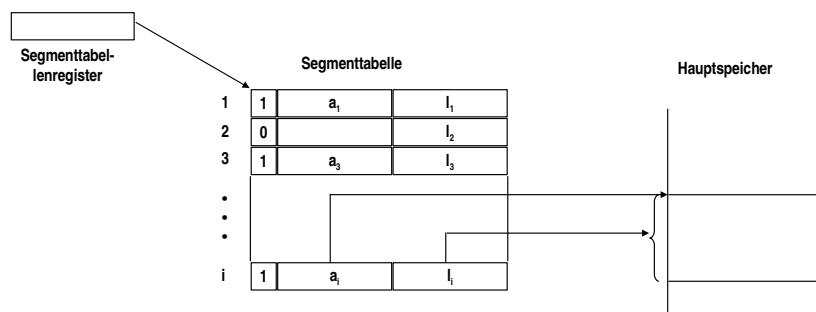 Segmenttabel-
lenregister
Segmenttabelle
Hauptspeicher
1 1 a₁ l₁
2 0 l₂
3 1 a₃ l₃
i 1 aᵢ lᵢ